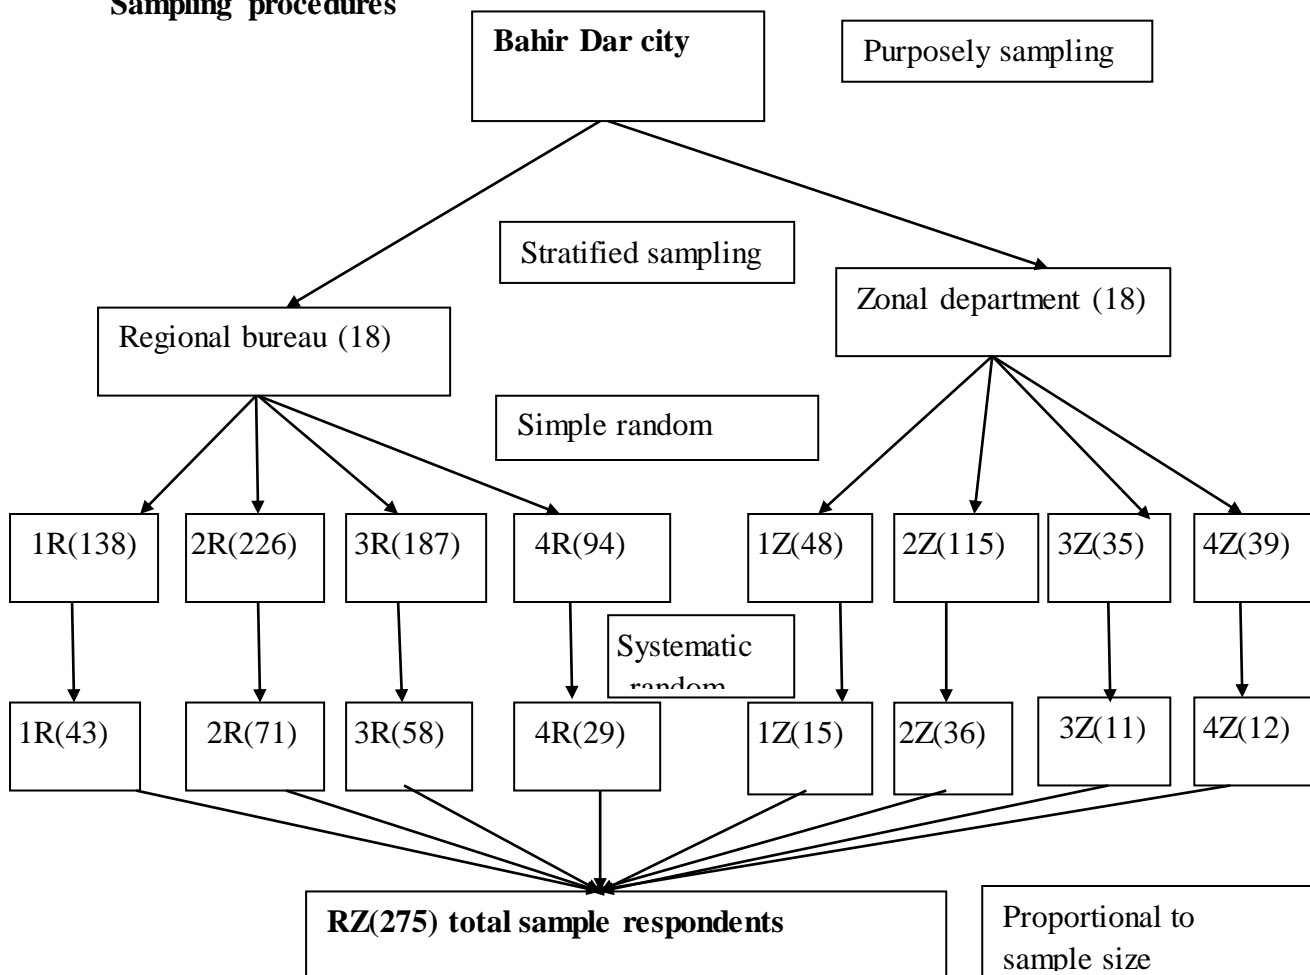 Sampling procedures
Bahir Dar city
Purposely sampling
Stratified sampling
Zonal department (18)
Regional bureau (18)
Simple random
1R(138)
2R(226)
3R(187)
4R(94)
1Z(48)
2Z(115)
3Z(35)
4Z(39)
Systematic
random
1R(43)
2R(71)
3R(58)
4R(29)
1Z(15)
2Z(36)
3Z(11)
4Z(12)
RZ(275) total sample respondents
Proportional to
sample size